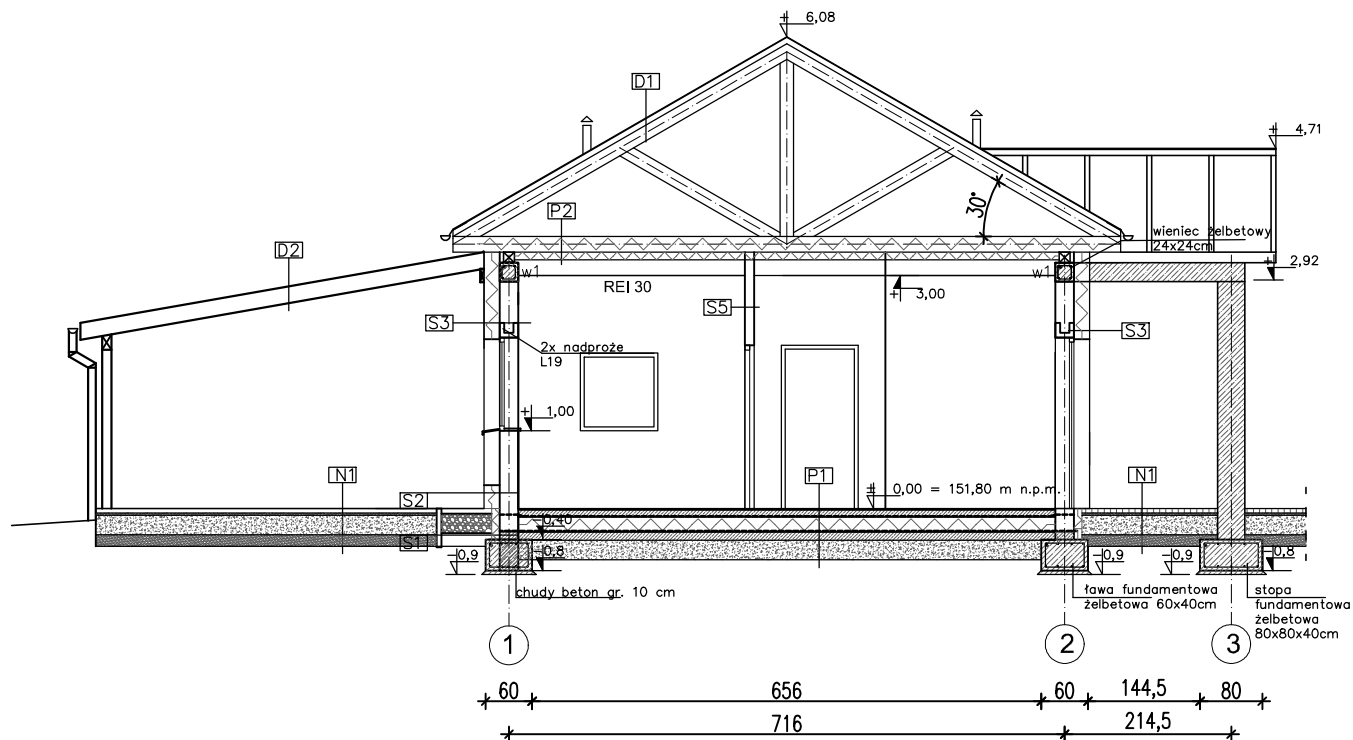 ± 6,08
D1
± 4,71
30°
P2
wieniec żelbetowy
24x24cm
D2
w1
w1
± 2,92
REI 30
± 3,00
S5
S3
S3
2x nadproże
L19
± 1,00
N1
P1
N1
± 0,00 = 151,80 m n.p.m.
S2
-0,40
S1
-0,9
-0,8
-0,9
-0,9
-0,8
chudy beton gr. 10 cm
ława fundamentowa
żelbetowa 60x40cm
stopa
fundamentowa
żelbetowa
80x80x40cm
1
2
3
60
656
60
144,5
80
716
214,5